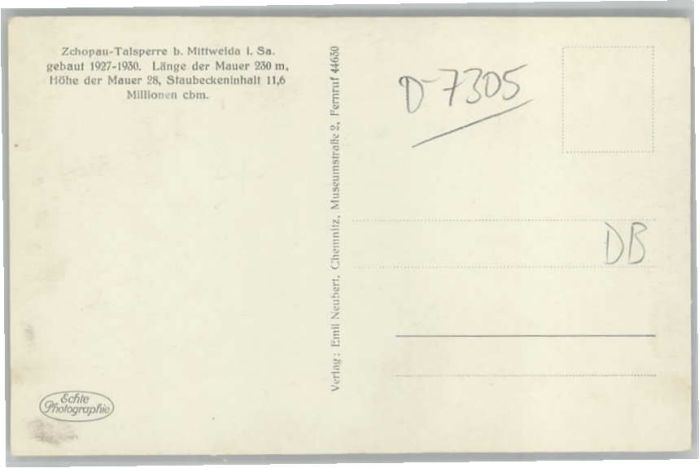 Zchopau-Talsperre b. Mittweida i. Sa.
gebaut 1927-1930. Länge der Mauer 230 m,
Höhe der Mauer 28, Staubeckeninhalt 11,6
Millionen cbm.
Verlag: Emil Neubert, Chemnitz, Museumstraße 2, Fernruf 44650
D-7305
DB
Echte
Photographie